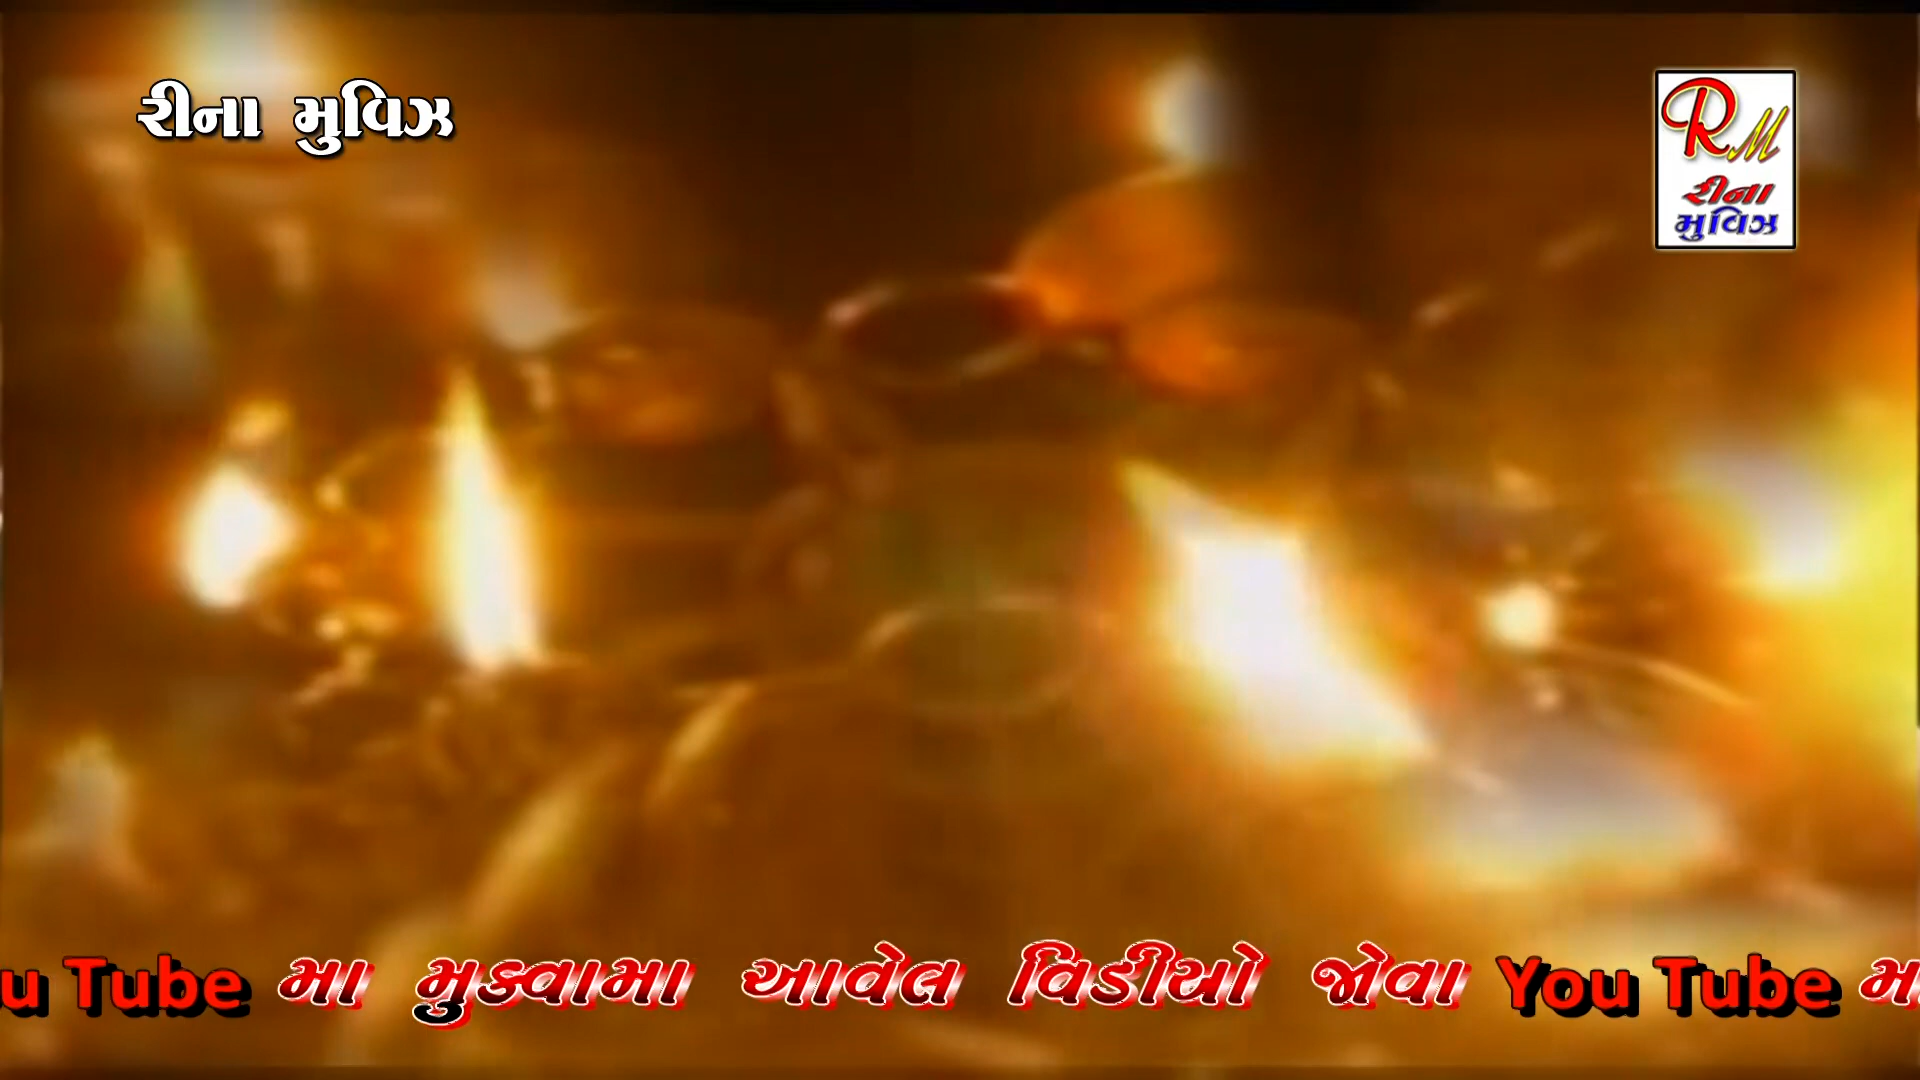 રીના મુવિઝ
RM
રીના
મુવિઝ
u Tube મા મુકવામા આવેલ વિડીયો જોવા You Tube મા